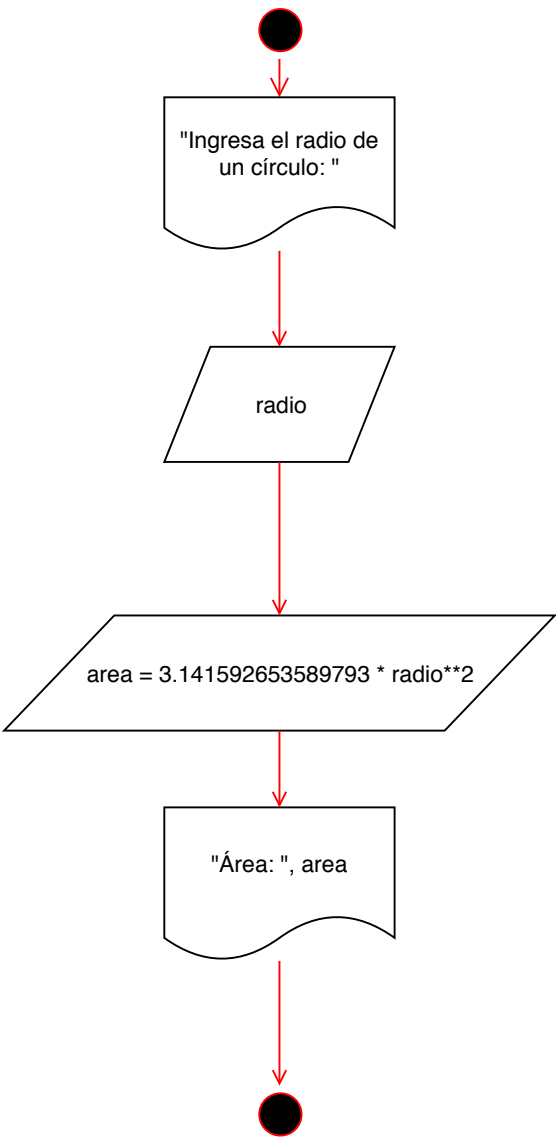 "Ingresa el radio de
un círculo: "
radio
area = 3.141592653589793 * radio**2
"Área: ", area